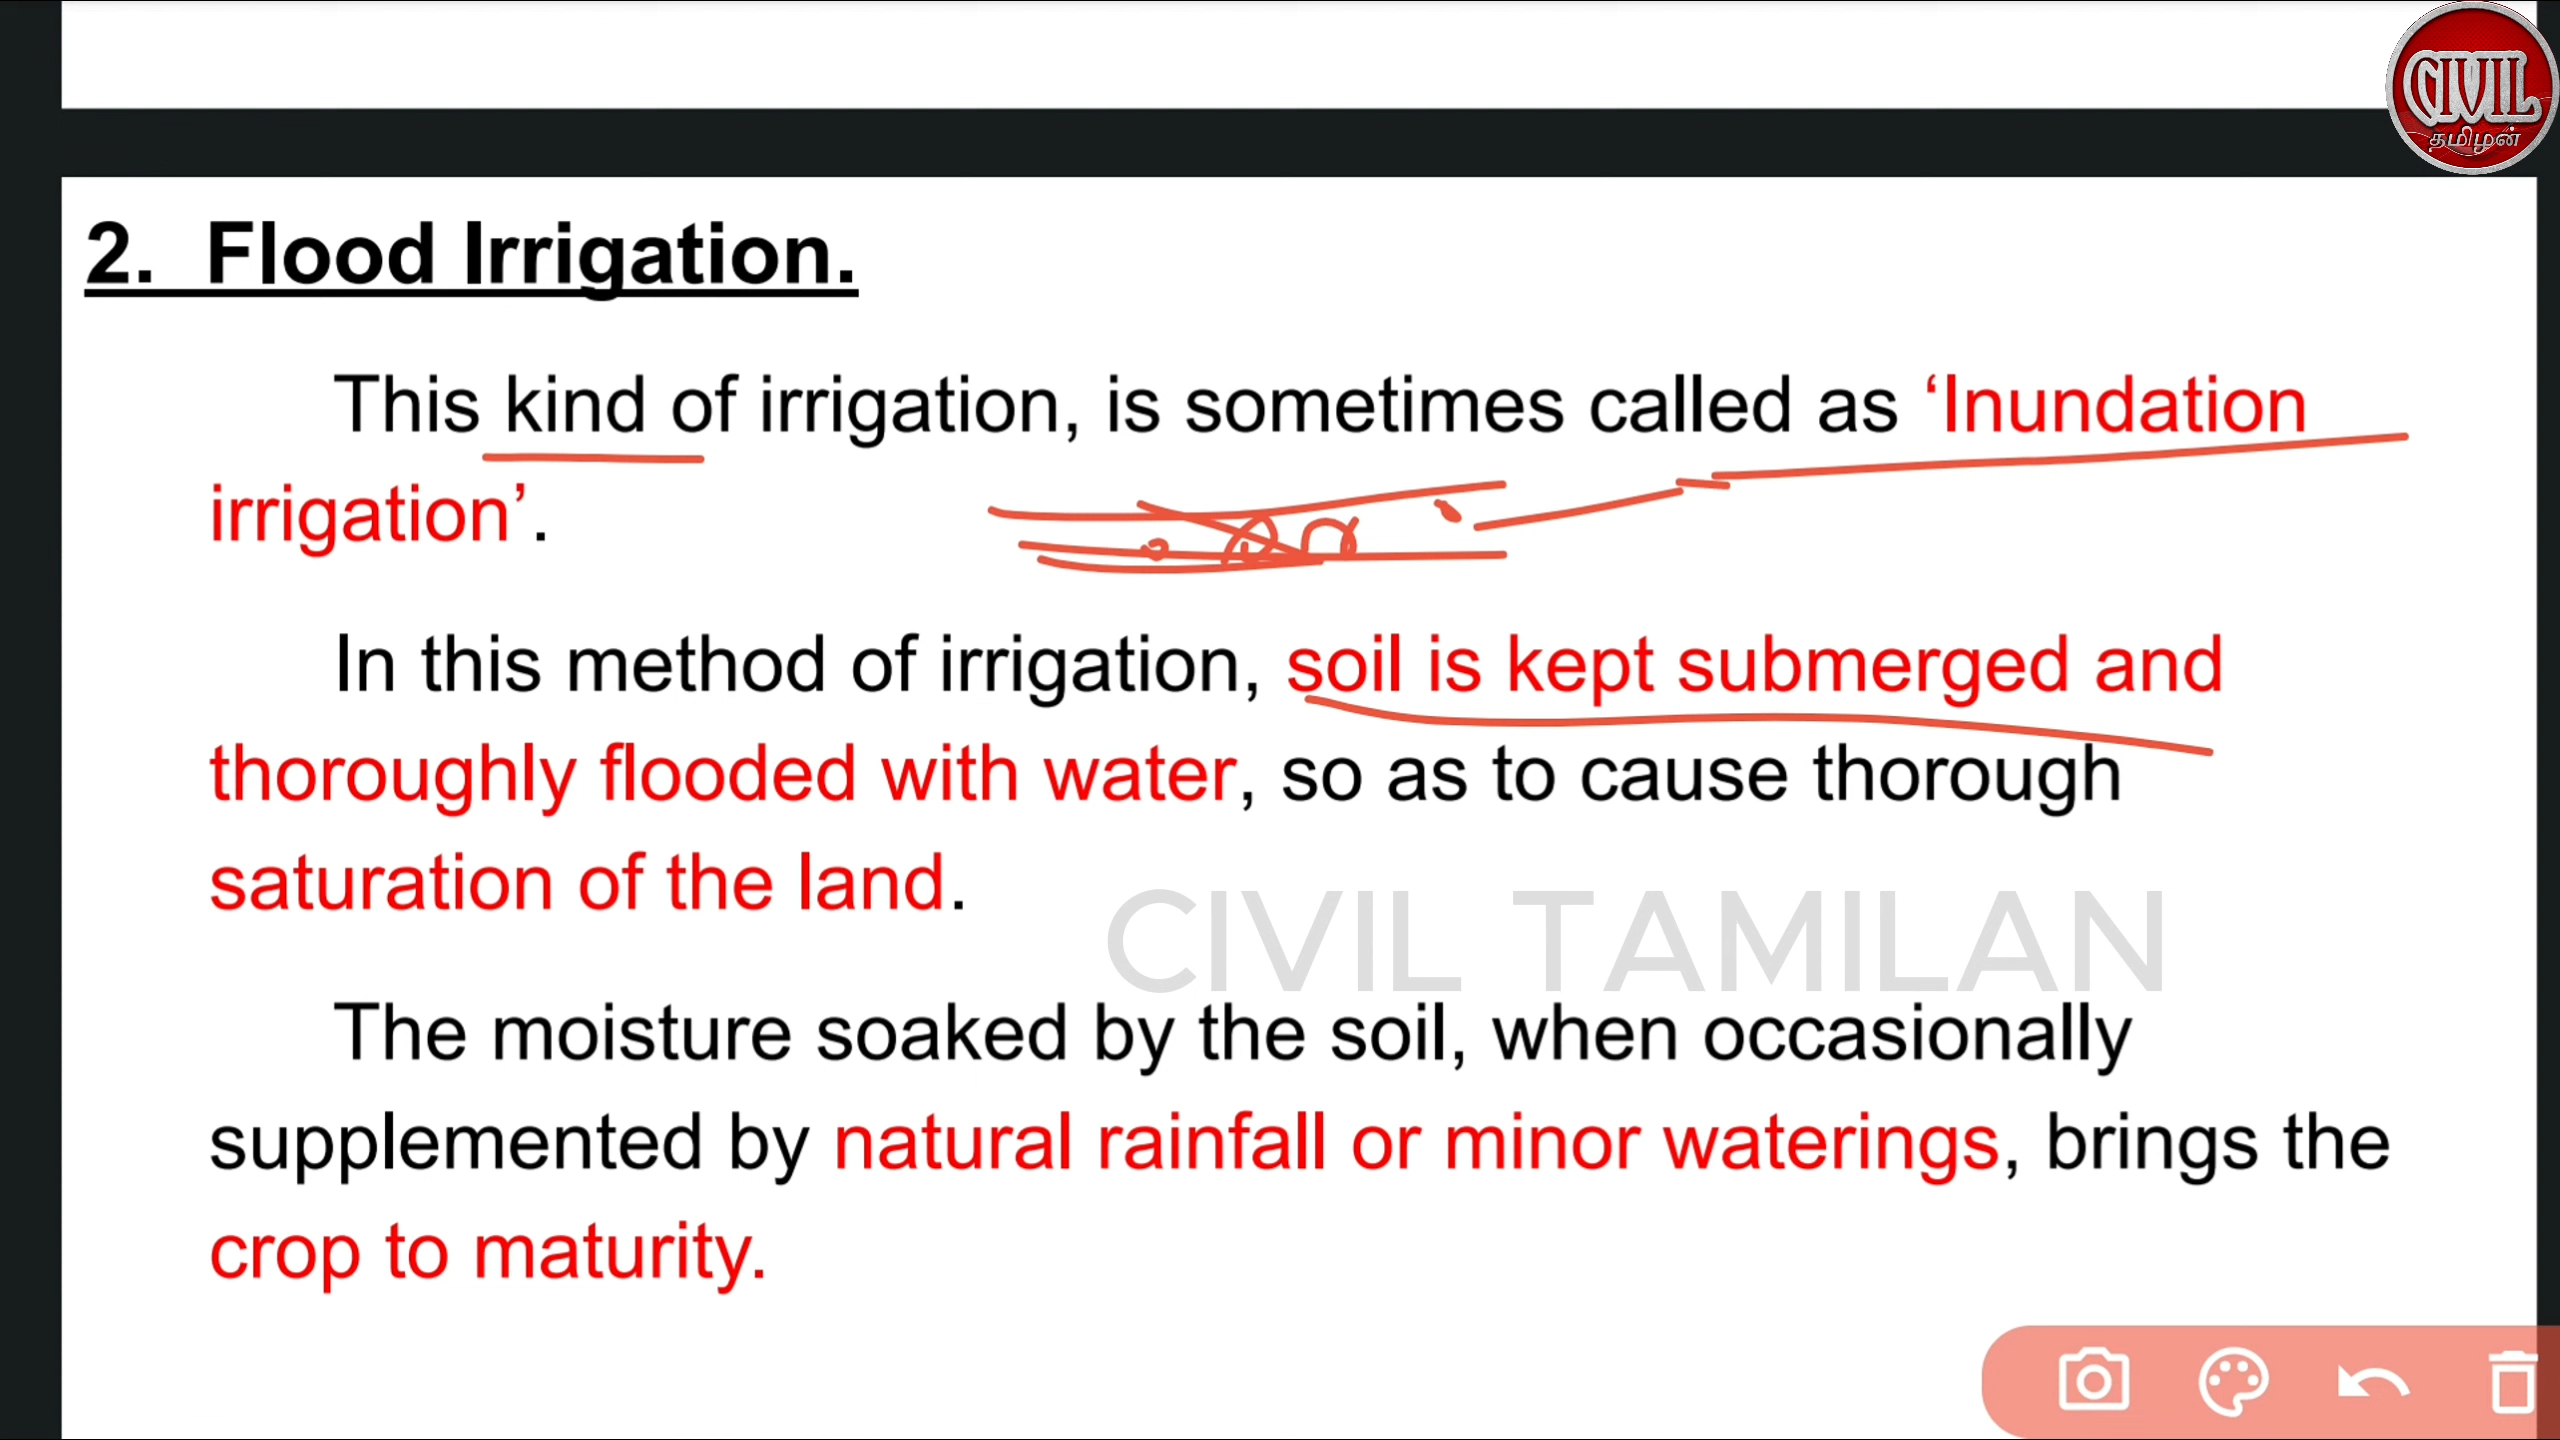 CIVIL
தமிழன்
2. Flood Irrigation.
This kind of irrigation, is sometimes called as ‘Inundation
irrigation’.
In this method of irrigation, soil is kept submerged and
thoroughly flooded with water, so as to cause thorough
saturation of the land.
CIVIL TAMILAN
The moisture soaked by the soil, when occasionally
supplemented by natural rainfall or minor waterings, brings the
crop to maturity.